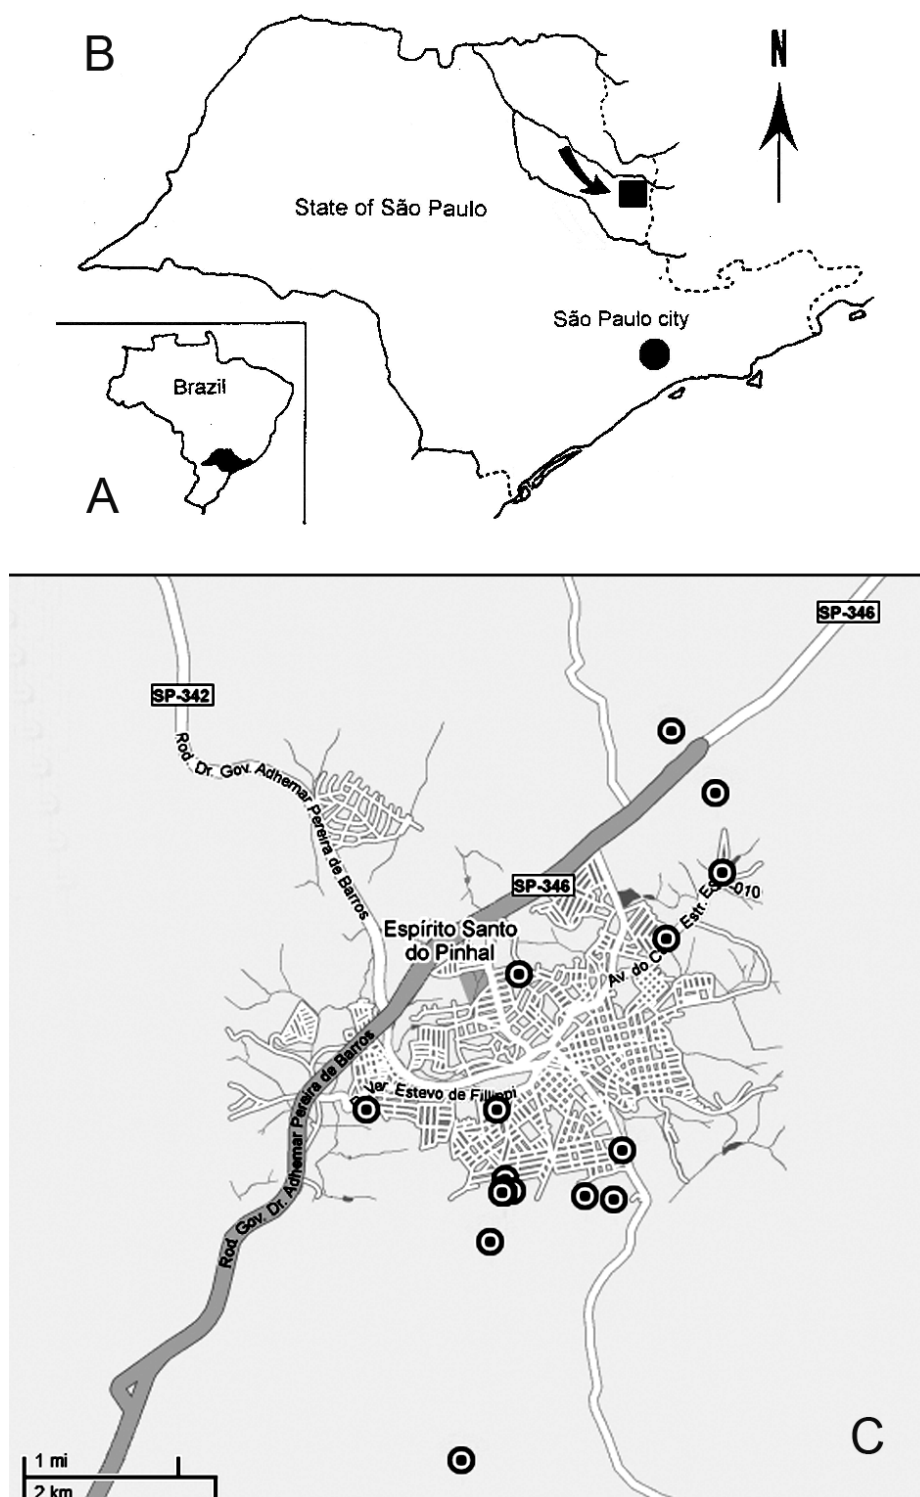 B
N
State of São Paulo
São Paulo city
Brazil
A
SP-346
SP-342
Rod. Dr. Gov. Adhemar Pereira de Barros
SP-346
Espírito Santo
do Pinhal
Av. do
Estr.
-010
Rod. Gov. Dr. Adhemar Pereira de Barros
Estevo de
C
1 mi
2 km